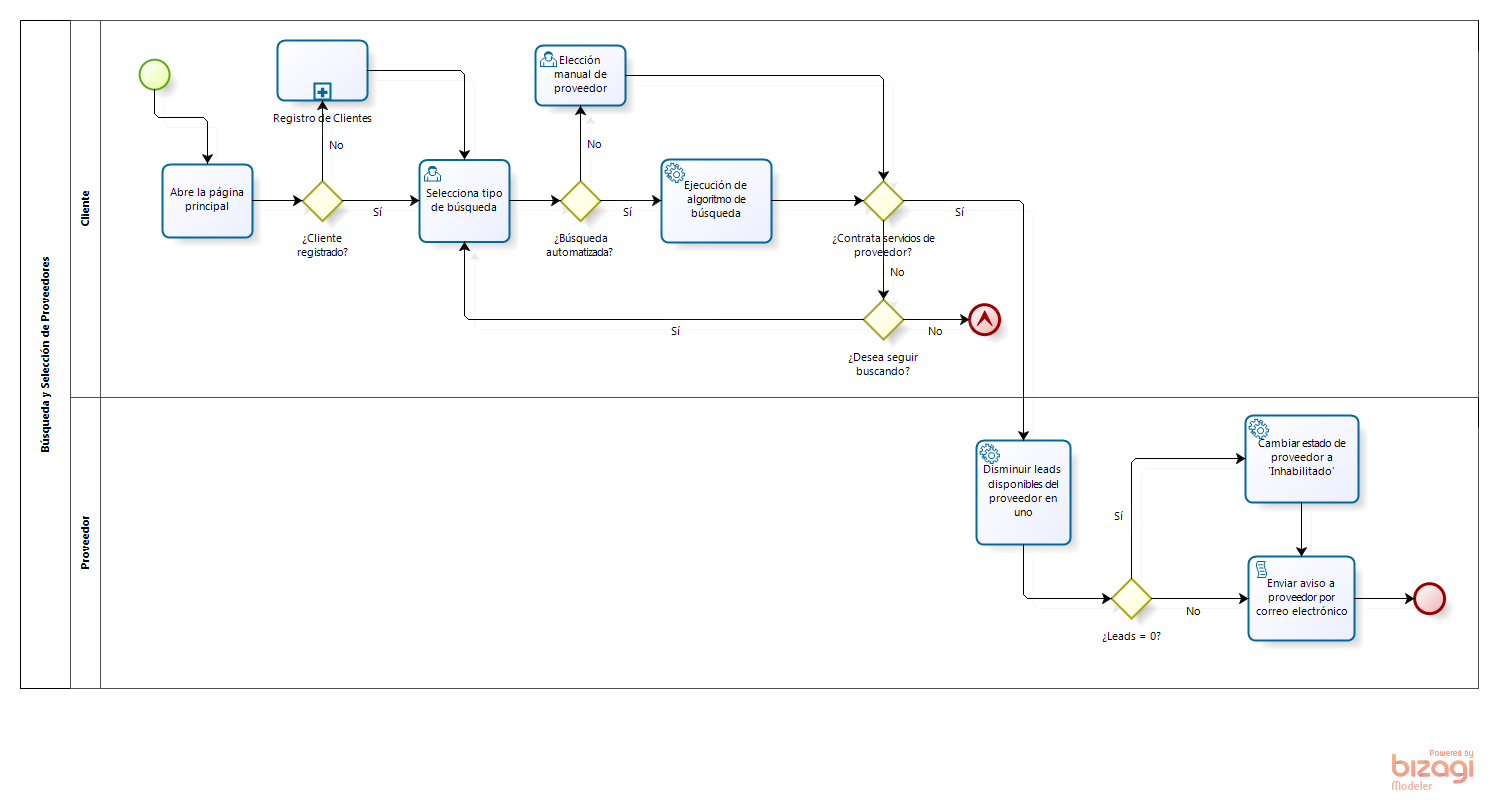 Búsqueda y Selección de Proveedores
Cliente
Registro de Clientes
No
Abre la página
principal
¿Cliente
registrado?
Sí
Selecciona tipo
de búsqueda
Elección
manual de
proveedor
No
¿Búsqueda
automatizada?
Sí
Ejecución de
algoritmo de
búsqueda
¿Contrata servicios de
proveedor?
Sí
No
¿Desea seguir
buscando?
Sí
No
Proveedor
Disminuir leads
disponibles del
proveedor en
uno
¿Leads = 0?
Sí
No
Cambiar estado de
proveedor a
'Inhabilitado'
Enviar aviso a
proveedor por
correo electrónico
Powered by
bizagi
Modeler